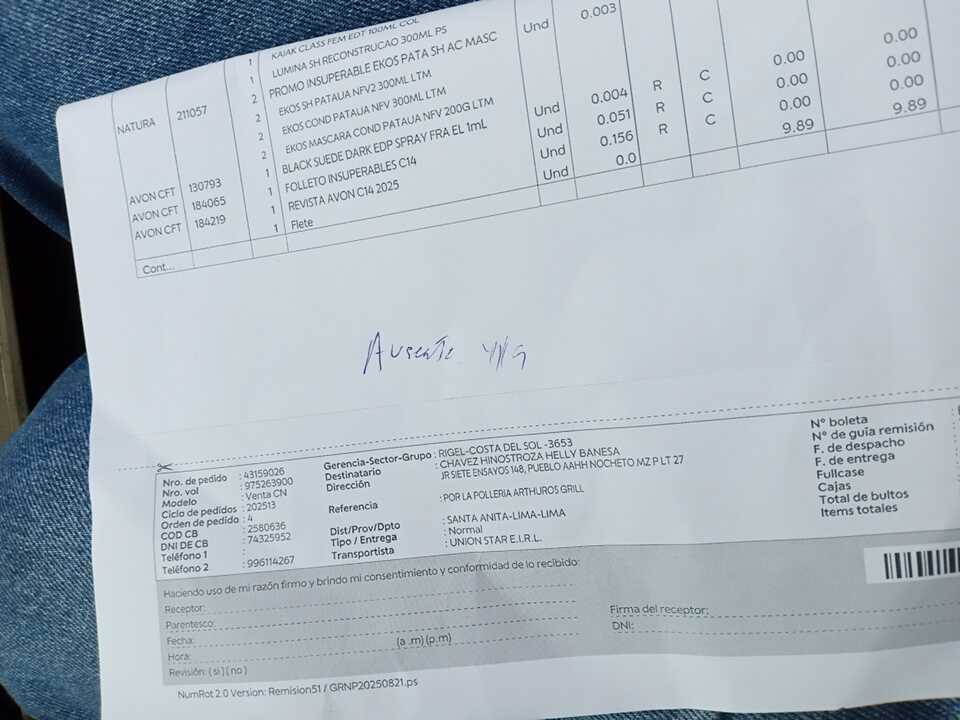 1 KAIAK CLASS FEM EDT 100ML COL Und 0.003
1 LUMINA SH RECONSTRUCAO 300ML PS
2 PROMO INSUPERABLE EKOS PATA SH AC MASC
NATURA 211057 2 EKOS SH PATAUA NFV2 300ML LTM
2 EKOS COND PATAUA NFV 300ML LTM
2 EKOS MASCARA COND PATAUA NFV 200G LTM
AVON CFT 130793 1 BLACK SUEDE DARK EDP SPRAY FRA EL 1mL Und 0.004 R C 0.00 0.00
AVON CFT 184065 1 FOLLETO INSUPERABLES C14 Und 0.051 R C 0.00 0.00
AVON CFT 184219 1 REVISTA AVON C14 2025 Und 0.156 R C 0.00 0.00
1 Flete Und 0.0 9.89 9.89
Cont...
Ausente
Nro. de pedido : 43159026
Nro. vol : 975263900
Modelo : Venta CN
Ciclo de pedidos : 202513
Orden de pedido : 4
COD CB : 2580636
DNI DE CB : 74325952
Teléfono 1 :
Teléfono 2 : 996114267
Gerencia-Sector-Grupo : RIGEL-COSTA DEL SOL -3653
Destinatario : CHAVEZ HINOSTROZA HELLY BANESA
Dirección JR SIETE ENSAYOS 148, PUEBLO AAHH NOCHETO MZ P LT 27
Referencia : POR LA POLLERIA ARTHUROS GRILL
Dist/Prov/Dpto : SANTA ANITA-LIMA-LIMA
Tipo / Entrega : Normal
Transportista : UNION STAR E.I.R.L.
N° boleta
N° de guía remisión
F. de despacho
F. de entrega
Fullcase
Cajas
Total de bultos
Items totales
Haciendo uso de mi razón firmo y brindo mi consentimiento y conformidad de lo recibido:
Receptor:
Parentesco:
Fecha:
Hora: (a .m) (p.m)
Revisión: ( si ) ( no )
Firma del receptor:
DNI:
NumRot 2.0 Version: Remision51 / GRNP20250821.ps